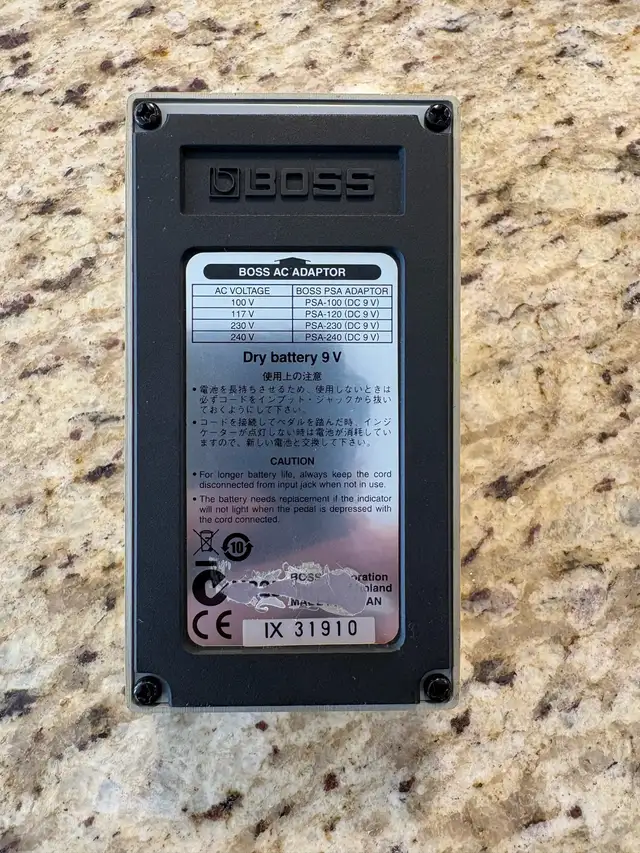 BOSS
BOSS AC ADAPTOR
AC VOLTAGE BOSS PSA ADAPTOR
100 V PSA-100 (DC 9 V)
117 V PSA-120 (DC 9 V)
230 V PSA-230 (DC 9 V)
240 V PSA-240 (DC 9 V)
Dry battery 9 V
使用上の注意
• 電池を長持ちさせるため、使用しないときは
必ずコードをインプット・ジャックから抜い
ておくようにして下さい。
• コードを接続してペダルを踏んだ時、インジ
ケーターが点灯しない時は電池が消耗してい
ますので、新しい電池と交換して下さい。
CAUTION
• For longer battery life, always keep the cord
disconnected from input jack when not in use.
• The battery needs replacement if the indicator
will not light when the pedal is depressed with
the cord connected.
10
BOSS
CE
IX 31910